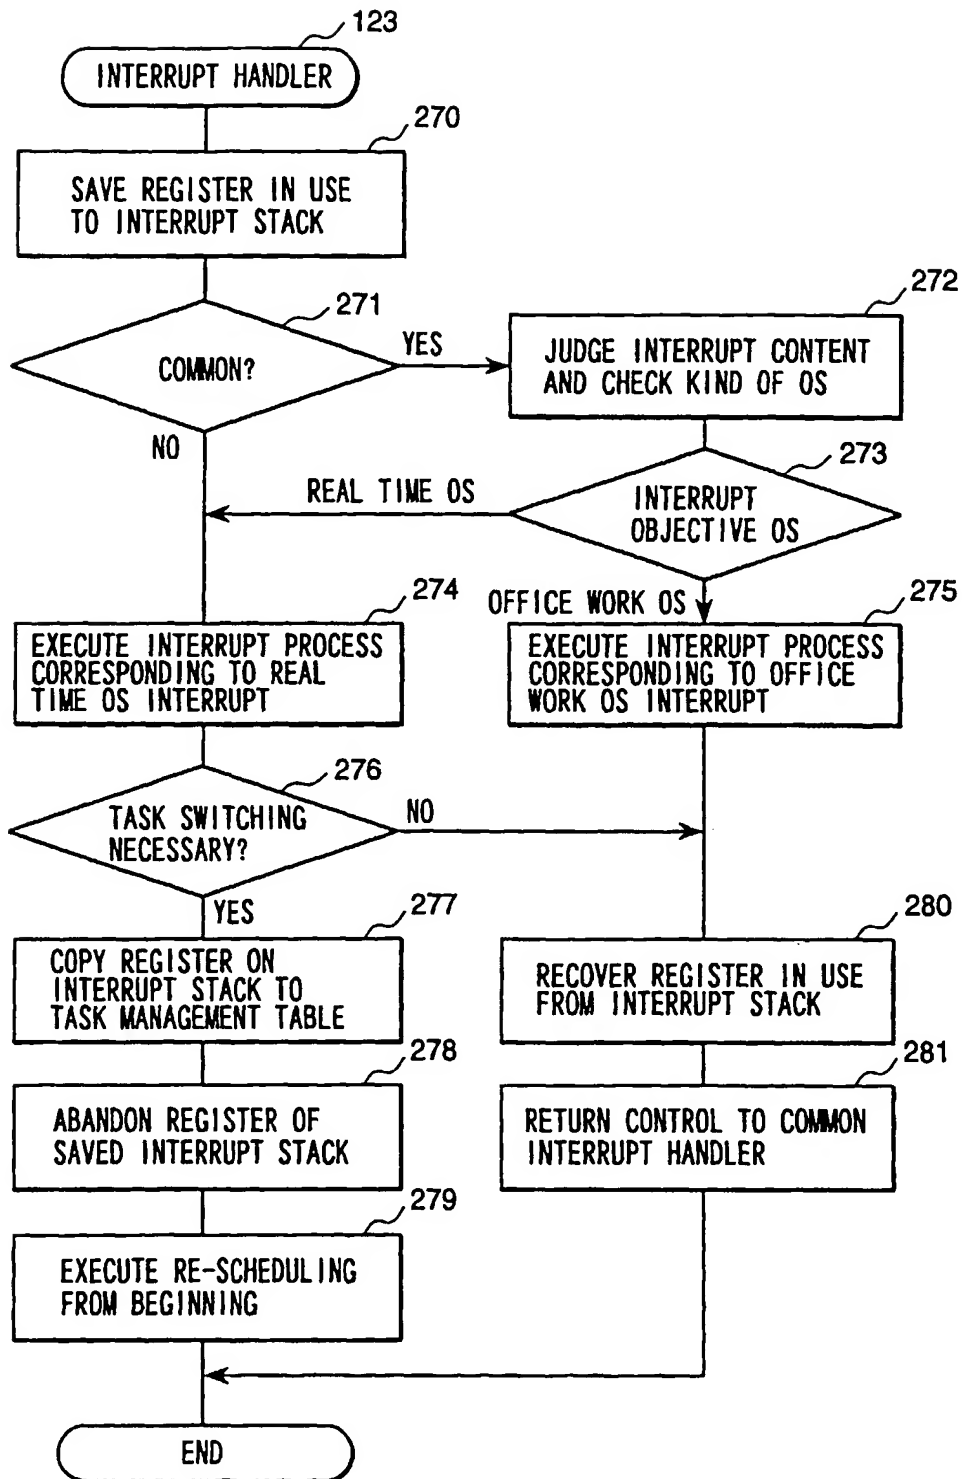 123
INTERRUPT HANDLER
270
SAVE REGISTER IN USE
TO INTERRUPT STACK
271
COMMON?
YES
NO
272
JUDGE INTERRUPT CONTENT
AND CHECK KIND OF OS
273
INTERRUPT
OBJECTIVE OS
REAL TIME OS
OFFICE WORK OS
274
EXECUTE INTERRUPT PROCESS
CORRESPONDING TO REAL
TIME OS INTERRUPT
275
EXECUTE INTERRUPT PROCESS
CORRESPONDING TO OFFICE
WORK OS INTERRUPT
276
TASK SWITCHING
NECESSARY?
NO
YES
277
COPY REGISTER ON
INTERRUPT STACK TO
TASK MANAGEMENT TABLE
280
RECOVER REGISTER IN USE
FROM INTERRUPT STACK
278
ABANDON REGISTER OF
SAVED INTERRUPT STACK
281
RETURN CONTROL TO COMMON
INTERRUPT HANDLER
279
EXECUTE RE-SCHEDULING
FROM BEGINNING
END